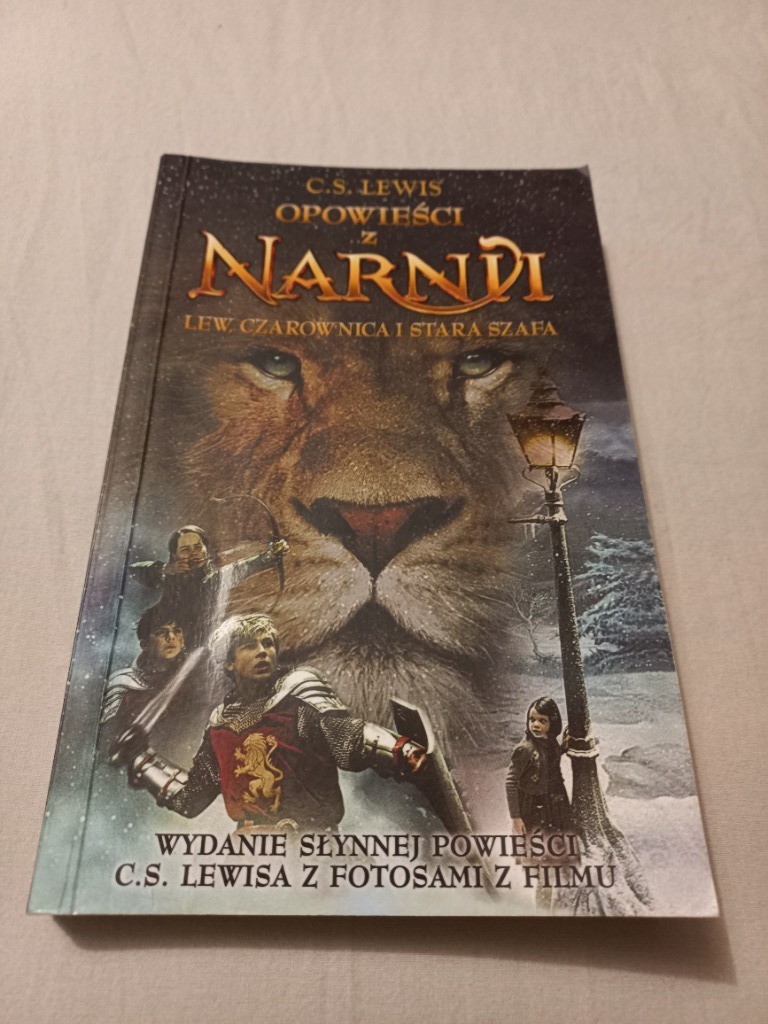 C.S. LEWIS
OPOWIEŚCI
Z
NARNII
LEW, CZAROWNICA I STARA SZAFA
WYDANIE SŁYNNEJ POWIEŚCI
C.S. LEWISA Z FOTOSAMI Z FILMU